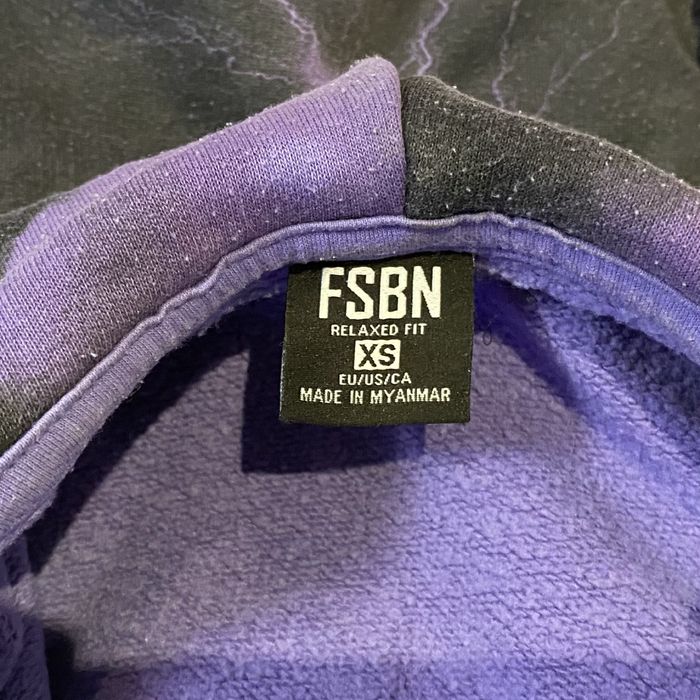 FSBN
RELAXED FIT
XS
EU/US/CA
MADE IN MYANMAR